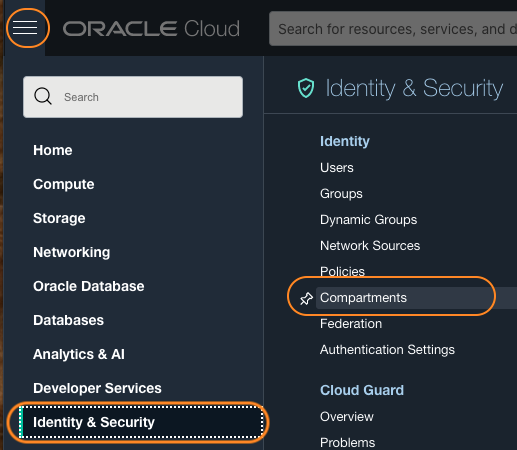 ORACLE Cloud
Search for resources, services, and d
Search
Home
Compute
Storage
Networking
Oracle Database
Databases
Analytics & AI
Developer Services
Identity & Security
Identity & Security
Identity
Users
Groups
Dynamic Groups
Network Sources
Policies
Compartments
Federation
Authentication Settings
Cloud Guard
Overview
Problems